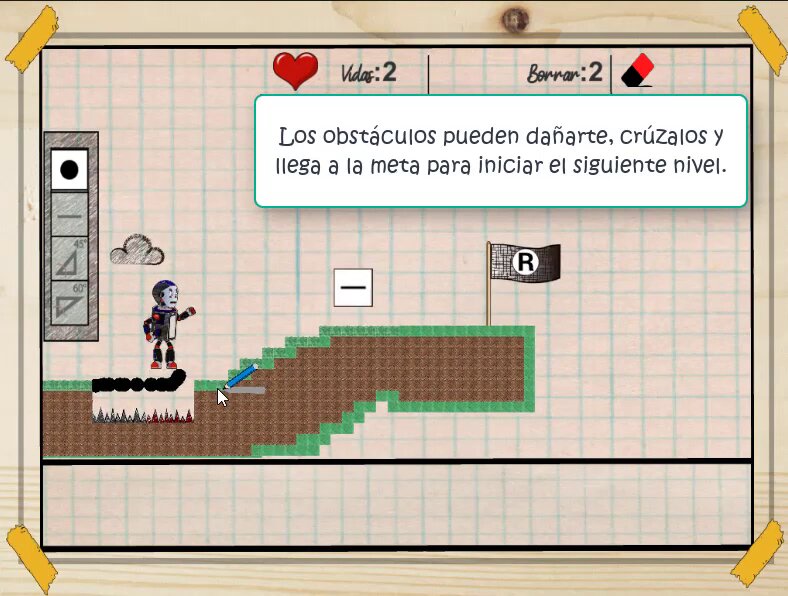 Vidas:2
Borrar:2
Los obstáculos pueden dañarte, crúzalos y
llega a la meta para iniciar el siguiente nivel.
45°
60°
R